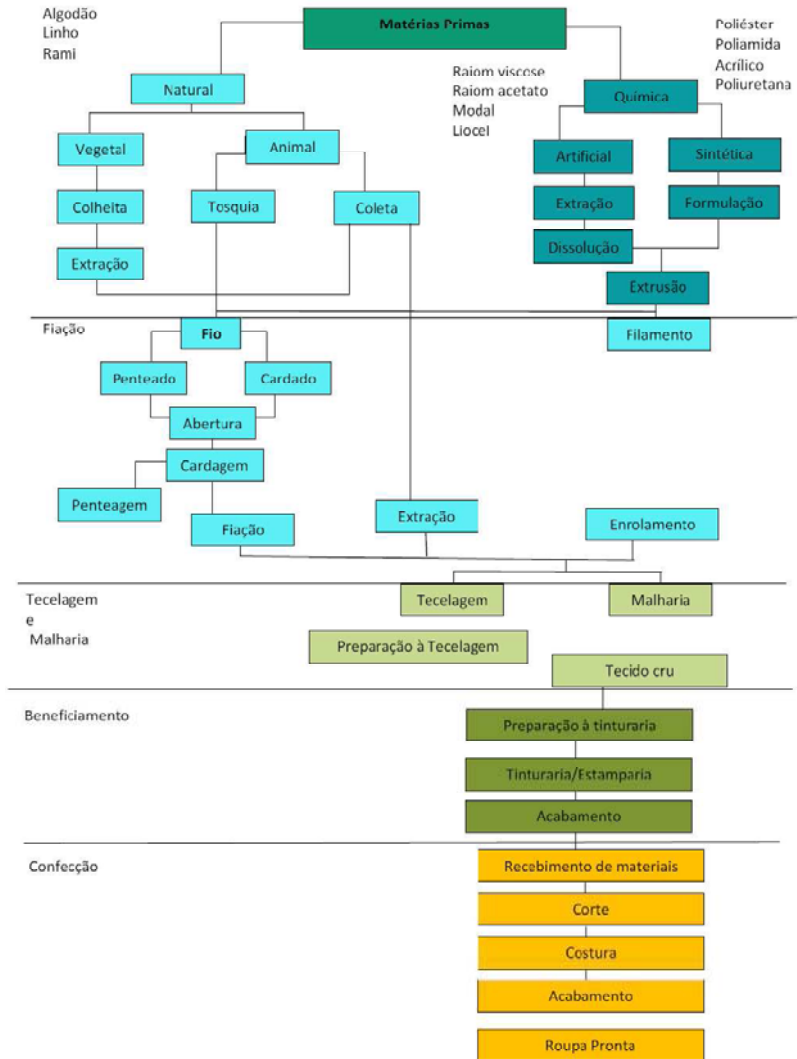 Algodão
Linho
Rami
Matérias Primas
Poliéster
Poliamida
Acrílico
Poliuretana
Raiom viscose
Raiom acetato
Modal
Liocel
Natural
Química
Vegetal
Animal
Artificial
Sintética
Colheita
Tosquia
Coleta
Extração
Formulação
Extração
Dissolução
Extrusão
Fiação
Fio
Filamento
Penteado
Cardado
Abertura
Cardagem
Penteagem
Fiação
Extração
Enrolamento
Tecelagem
e
Malharia
Tecelagem
Malharia
Preparação à Tecelagem
Tecido cru
Beneficiamento
Preparação à tinturaria
Tinturaria/Estamparia
Acabamento
Confecção
Recebimento de materiais
Corte
Costura
Acabamento
Roupa Pronta